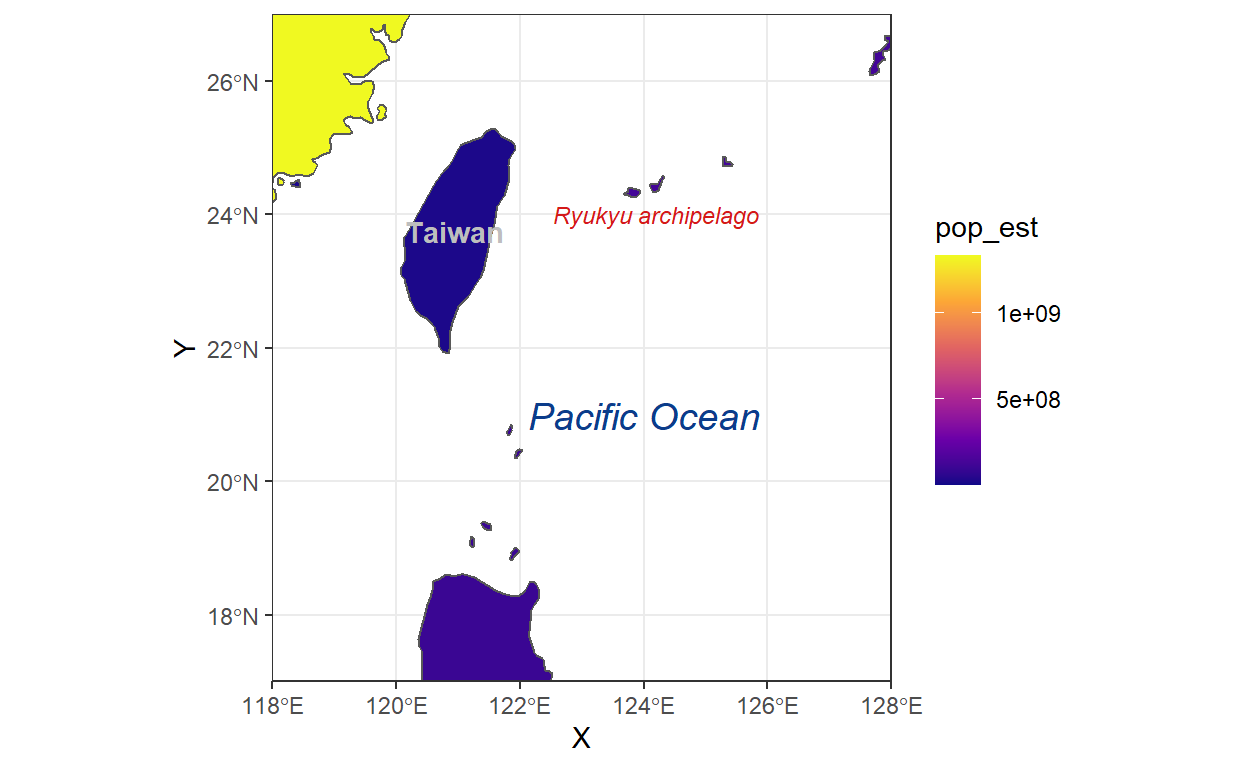 26°N
24°N
22°N
20°N
18°N
Y
Taiwan
Ryukyu archipelago
Pacific Ocean
118°E 120°E 122°E 124°E 126°E 128°E
X
pop_est
1e+09
5e+08